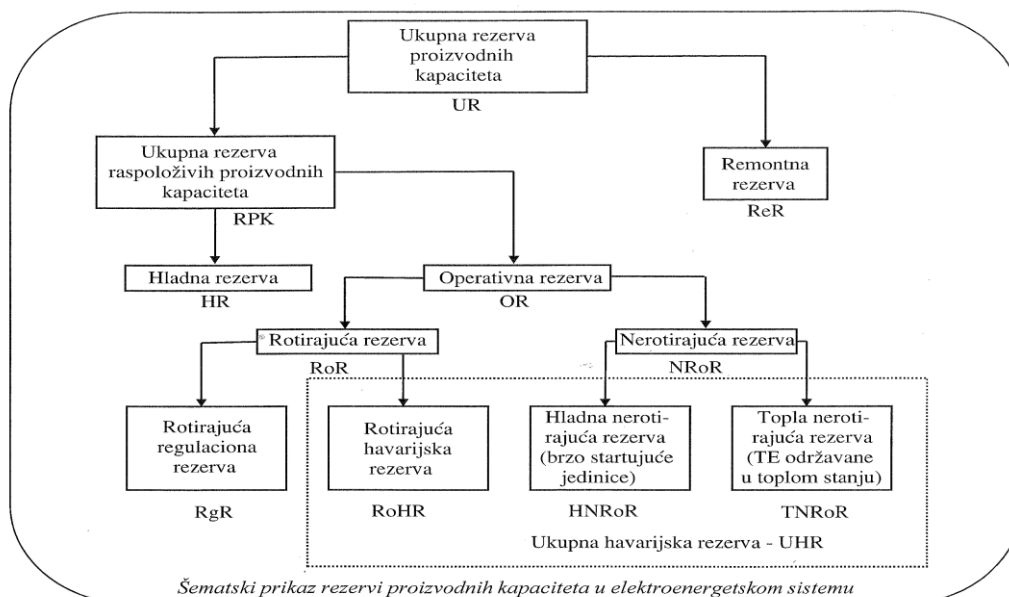 Ukupna rezerva
proizvodnih
kapaciteta
UR
Ukupna rezerva
raspoloživih proizvodnih
kapaciteta
RPK
Remontna
rezerva
ReR
Hladna rezerva
HR
Operativna rezerva
OR
Rotirajuća rezerva
RoR
Nerotirajuća rezerva
NRoR
Rotirajuća
regulaciona
rezerva
RgR
Rotirajuća
havarijska
rezerva
RoHR
Hladna neroti-
rajuća rezerva
(brzo startujuće
jedinice)
HNRoR
Topla neroti-
rajuća rezerva
(TE održavane
u toplom stanju)
TNRoR
Ukupna havarijska rezerva - UHR
Šematski prikaz rezervi proizvodnih kapaciteta u elektroenergetskom sistemu